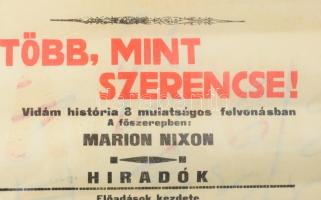 TÖBB, MINT
SZERENCSE!
Vidám história 8 mulatságos felvonásban
A főszerepben:
MARION NIXON
HIRADÓK
Előadások kezdete